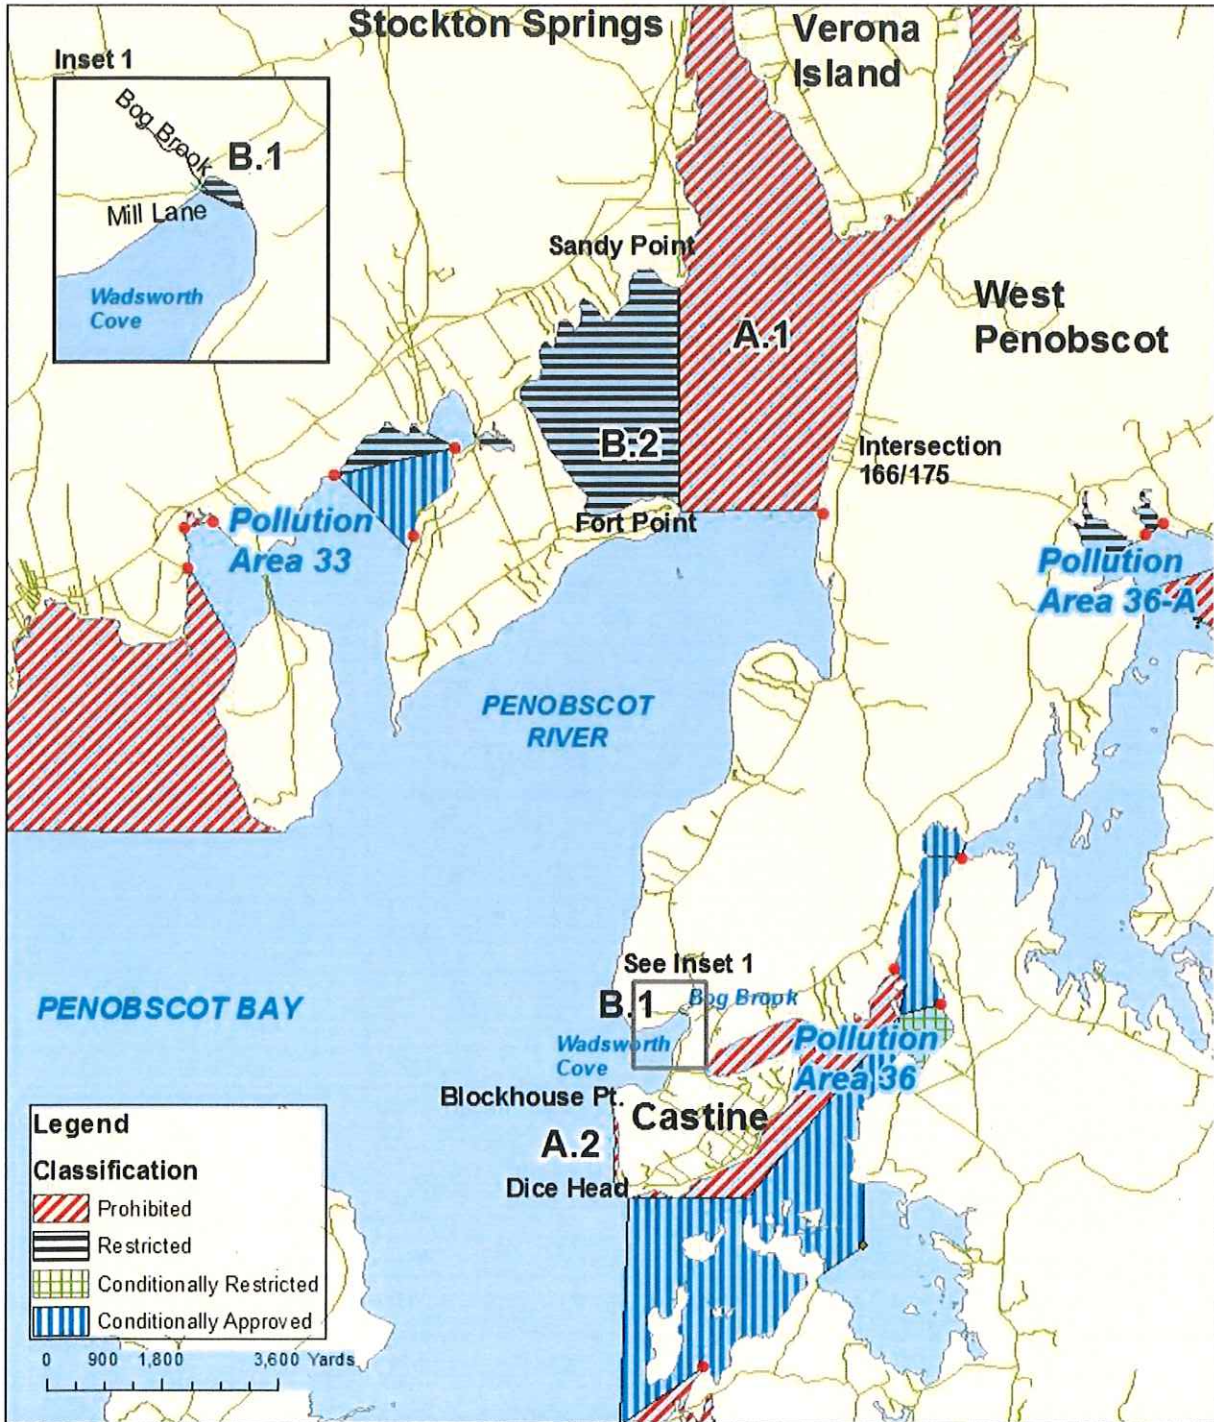 Stockton Springs
Verona
Island
Inset 1
Bog Brook
B.1
Mill Lane
Wadsworth
Cove
Sandy Point
West
Penobscot
A.1
B.2
Intersection
166/175
Fort Point
Pollution
Area 33
Pollution
Area 36-A
PENOBSCOT
RIVER
See Inset 1
B.1
Bog Brook
PENOBSCOT BAY
Wadsworth
Cove
Pollution
Area 36
Blockhouse Pt.
Castine
A.2
Dice Head
Legend
Classification
Prohibited
Restricted
Conditionally Restricted
Conditionally Approved
0 900 1,800 3,600 Yards